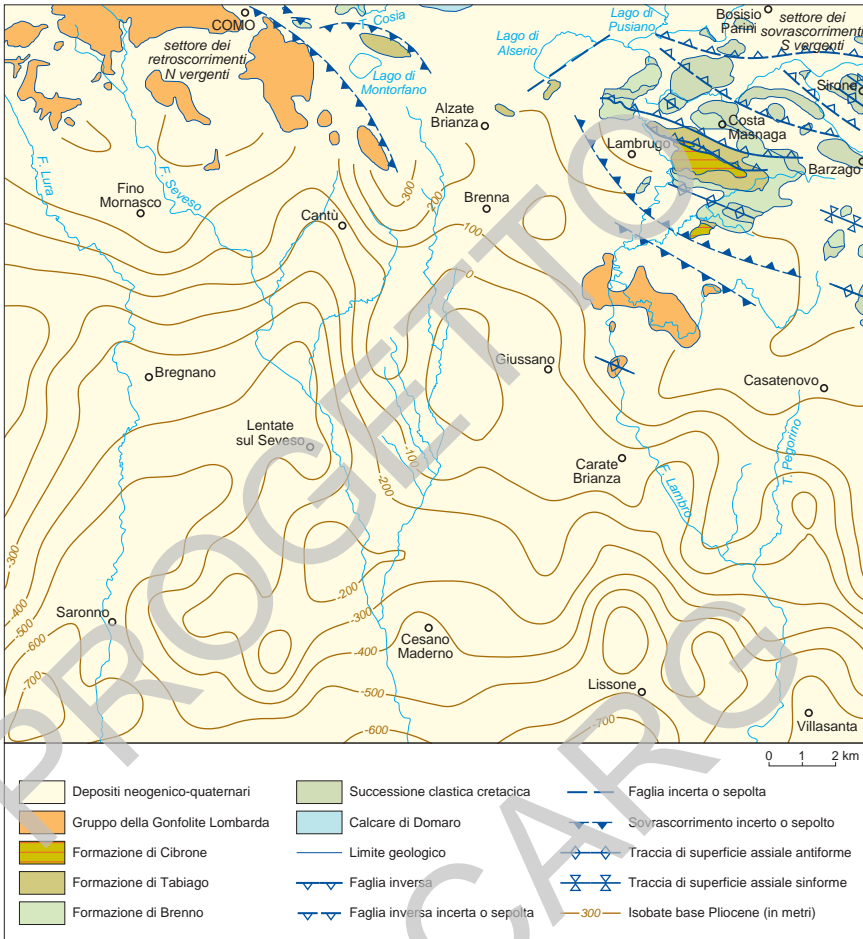 COMO
T. Cosia
Lago di
Pusiano
Bosisio
Parini
settore dei
sovrascorrimenti
S vergenti
settore dei
retroscorrimenti
N vergenti
Lago di
Alserio
Lago di
Montorfano
Sirone
Alzate
Brianza
Costa
Masnaga
Lambrugo
Barzago
F. Lura
F. Seveso
Fino
Mornasco
300
200
Brenna
Cantù
100
0
Giussano
Bregnano
Casatenovo
Lentate
sul Seveso
-100
-200
Carate
Brianza
F. Lambro
T. Pegorino
-300
-400
-500
-600
-700
Saronno
-200
-300
-400
-500
-600
Cesano
Maderno
Lissone
-700
Villasanta
0 1 2 km
Depositi neogenico-quaternari
Gruppo della Gonfolite Lombarda
Formazione di Cibrone
Formazione di Tabiago
Formazione di Brenno
Successione clastica cretacica
Calcare di Domaro
Limite geologico
Faglia inversa
Faglia inversa incerta o sepolta
Faglia incerta o sepolta
Sovrascorrimento incerto o sepolto
Traccia di superficie assiale antiforme
Traccia di superficie assiale sinforme
300 Isobate base Pliocene (in metri)
PROGETTO
CARG